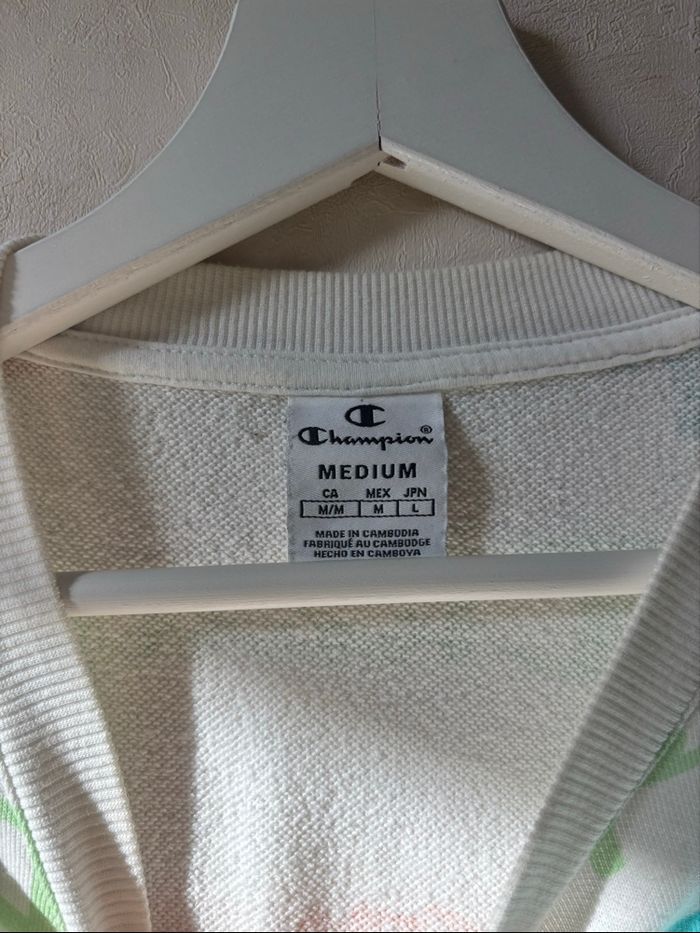 Champion®
MEDIUM
CA MEX JPN
M/M M L
MADE IN CAMBODIA
FABRIQUÉ AU CAMBODGE
HECHO EN CAMBOYA